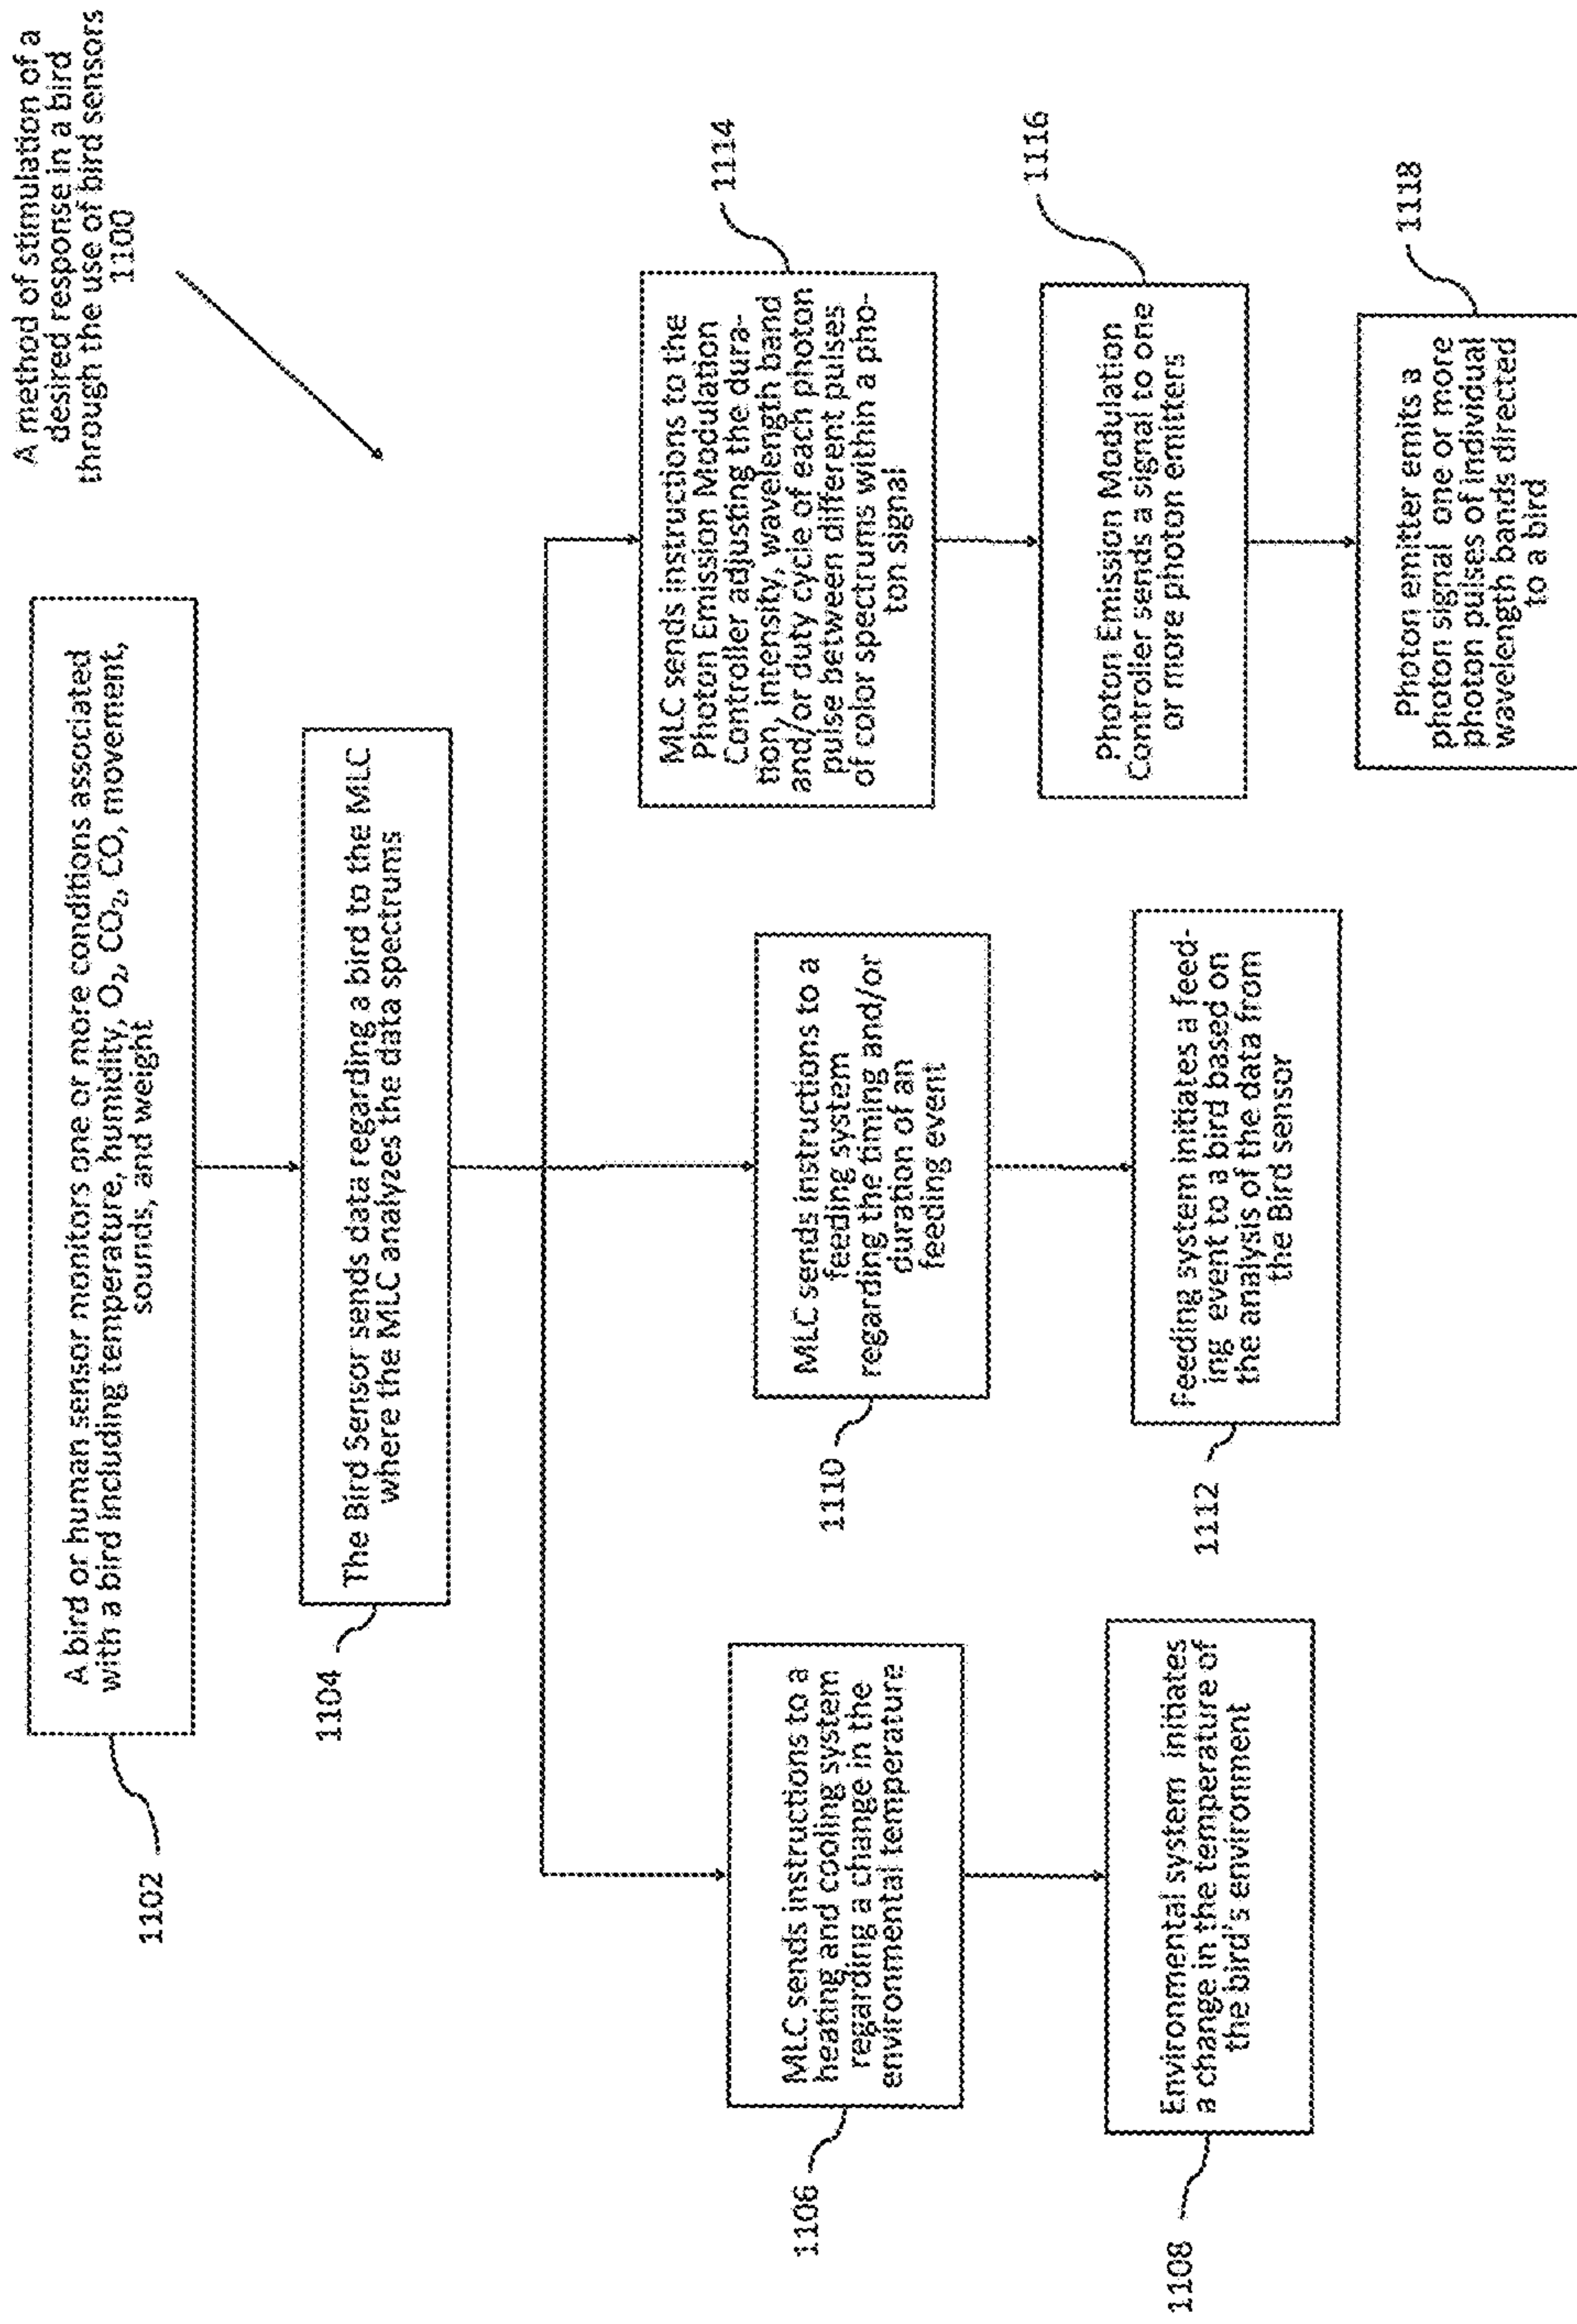 A method of stimulation of a
desired response in a bird
through the use of bird sensors
1100
A bird or human sensor monitors one or more conditions associated
with a bird including temperature, humidity, O₂, CO₂, CO, movement,
sounds, and weight
1102
The Bird Sensor sends data regarding a bird to the MLC
where the MLC analyzes the data spectrums
1104
MLC sends instructions to a
heating and cooling system
regarding a change in the
environmental temperature
1106
Environmental system initiates
a change in the temperature of
the bird's environment
1108
MLC sends instructions to a
feeding system
regarding the timing and/or
duration of an
feeding event
1110
Feeding system initiates a feed-
ing event to a bird based on
the analysis of the data from
the Bird sensor
1112
MLC sends instructions to the
Photon Emission Modulation
Controller adjusting the dura-
tion, intensity, wavelength band
and/or duty cycle of each photon
pulse between different pulses
of color spectrums within a pho-
ton signal
1114
Photon Emission Modulation
Controller sends a signal to one
or more photon emitters
1116
Photon emitter emits a
photon signal one or more
photon pulses of individual
wavelength bands directed
to a bird
1118